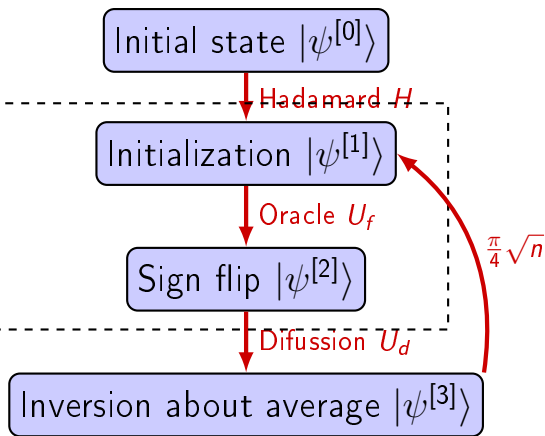 Initial state |ψ^[0]⟩
Hadamard H
Initialization |ψ^[1]⟩
Oracle U_f
π/4 √n
Sign flip |ψ^[2]⟩
Difussion U_d
Inversion about average |ψ^[3]⟩